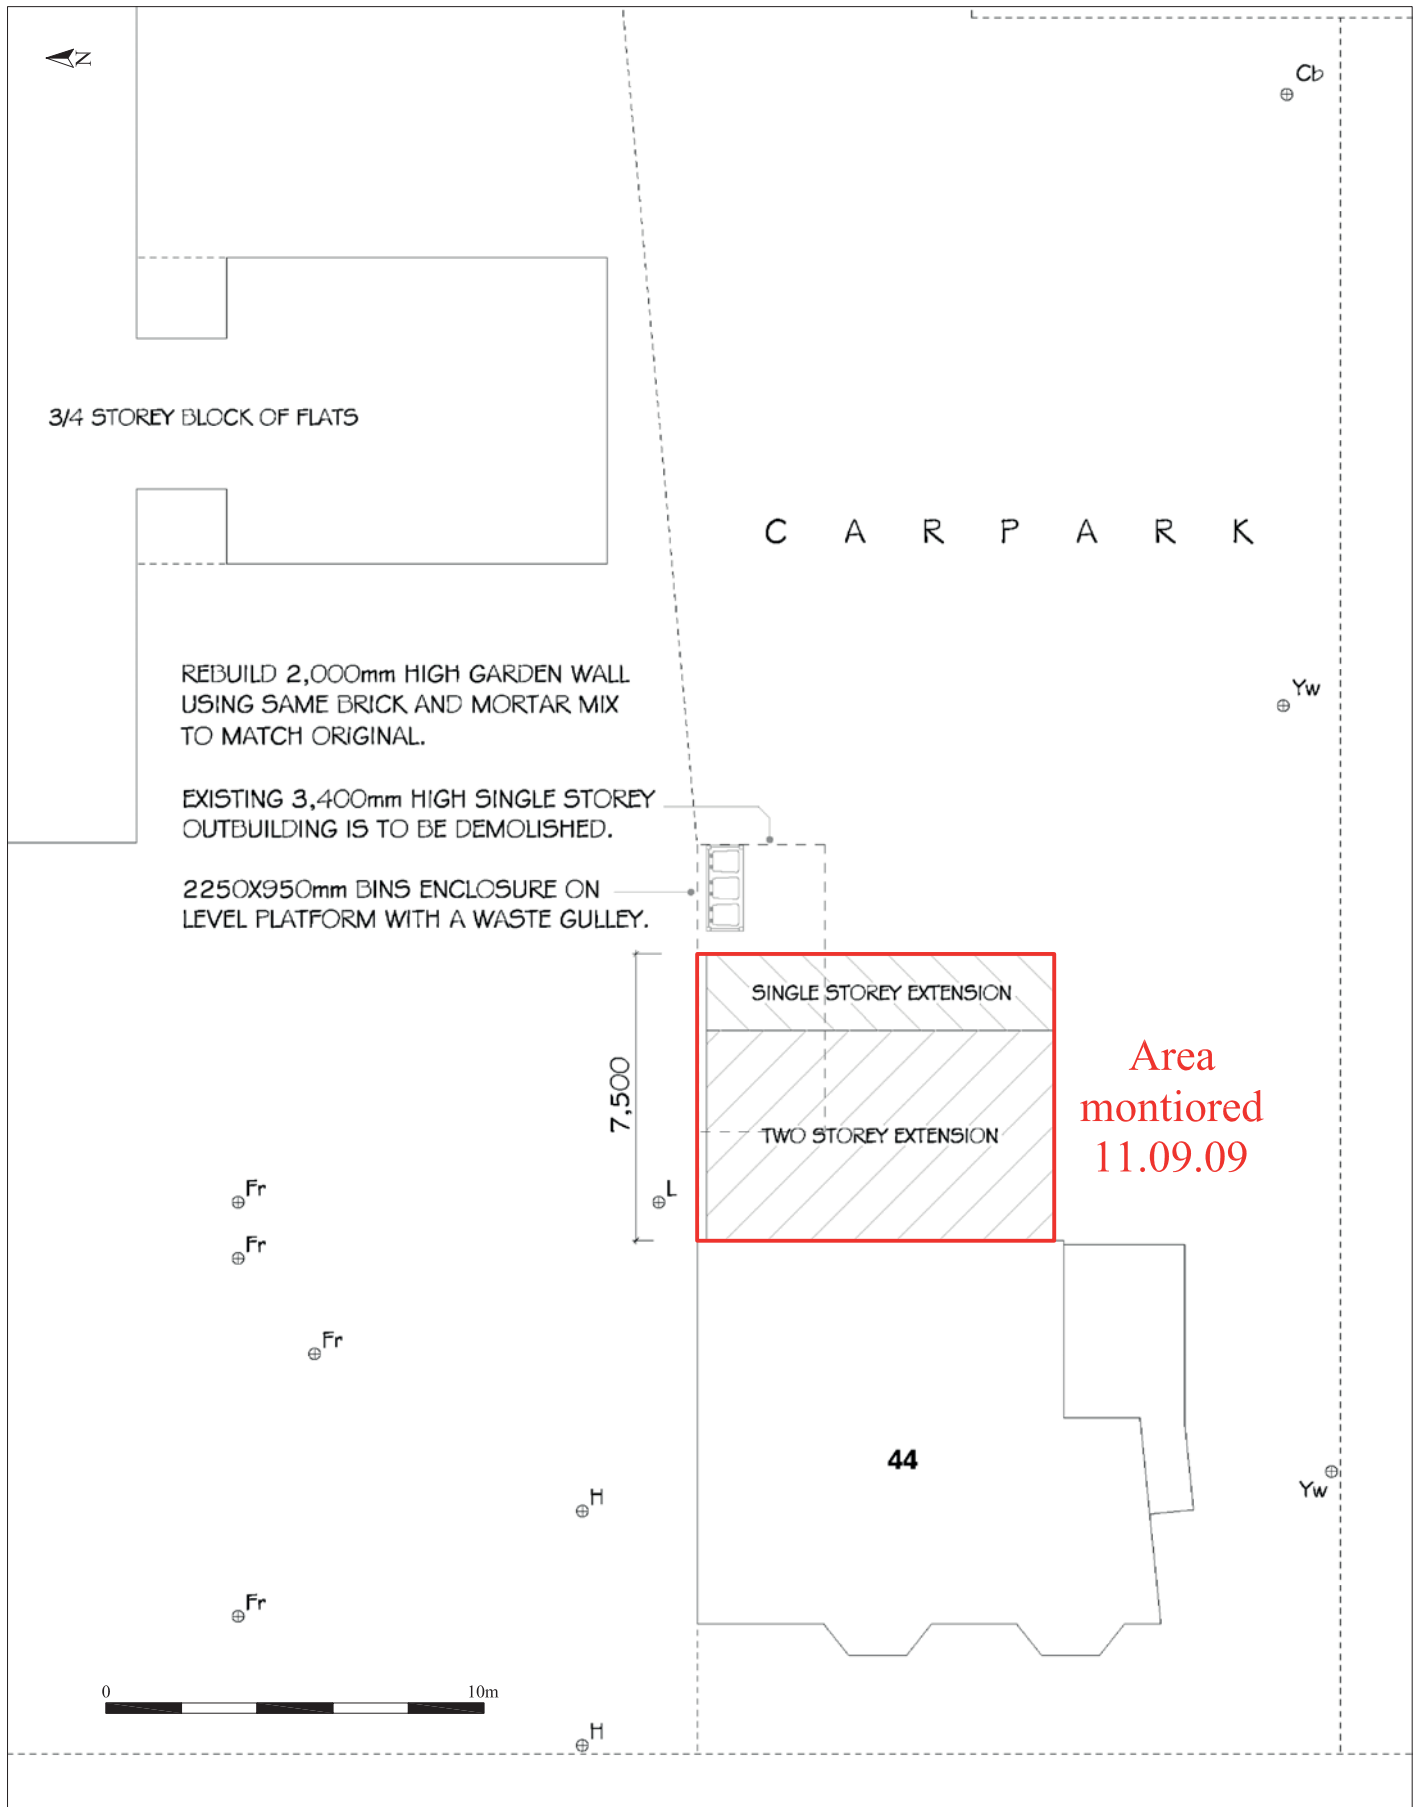 N
Cb
3/4 STOREY BLOCK OF FLATS
C A R P A R K
REBUILD 2,000mm HIGH GARDEN WALL
USING SAME BRICK AND MORTAR MIX
TO MATCH ORIGINAL.
Yw
EXISTING 3,400mm HIGH SINGLE STOREY
OUTBUILDING IS TO BE DEMOLISHED.
2250X950mm BINS ENCLOSURE ON
LEVEL PLATFORM WITH A WASTE GULLEY.
SINGLE STOREY EXTENSION
7,500
TWO STOREY EXTENSION
Area
montiored
11.09.09
Fr
L
Fr
Fr
44
Yw
H
Fr
0 10m
H